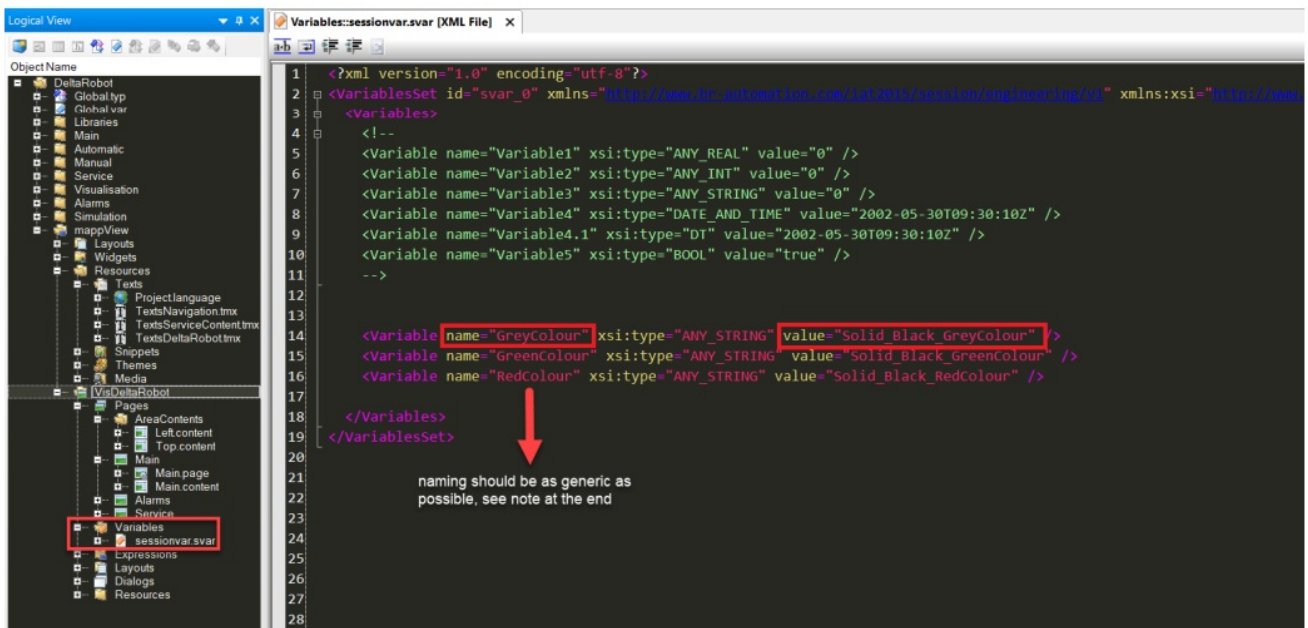 Logical View
Variables::sessionvar.svar [XML File]
Object Name
DeltaRobot
Global.typ
Global.var
Libraries
Main
Automatic
Manual
Service
Visualisation
Alarms
Simulation
mappView
Layouts
Widgets
Resources
Texts
Project.language
TextsNavigation.tmx
TextsServiceContent.tmx
TextsDeltaRobot.tmx
Snippets
Themes
Media
VisDeltaRobot
Pages
AreaContents
Left.content
Top.content
Main
Main.page
Main.content
Alarms
Service
Variables
sessionvar.svar
Expressions
Layouts
Dialogs
Resources
1 <?xml version="1.0" encoding="utf-8"?>
2 <VariablesSet id="svar_0" xmlns="http://www.br-automation.com/iat2015/session/engineering/v1" xmlns:xsi="http://www.
3 <Variables>
4 <!--
5 <Variable name="Variable1" xsi:type="ANY_REAL" value="0" />
6 <Variable name="Variable2" xsi:type="ANY_INT" value="0" />
7 <Variable name="Variable3" xsi:type="ANY_STRING" value="0" />
8 <Variable name="Variable4" xsi:type="DATE_AND_TIME" value="2002-05-30T09:30:10Z" />
9 <Variable name="Variable4.1" xsi:type="DT" value="2002-05-30T09:30:10Z" />
10 <Variable name="Variable5" xsi:type="BOOL" value="true" />
11 -->
12
13
14 <Variable name="GreyColour" xsi:type="ANY_STRING" value="Solid_Black_GreyColour" />
15 <Variable name="GreenColour" xsi:type="ANY_STRING" value="Solid_Black_GreenColour" />
16 <Variable name="RedColour" xsi:type="ANY_STRING" value="Solid_Black_RedColour" />
17
18 </Variables>
19 </VariablesSet>
20
21
22
23
24
25
26
27
28
naming should be as generic as
possible, see note at the end